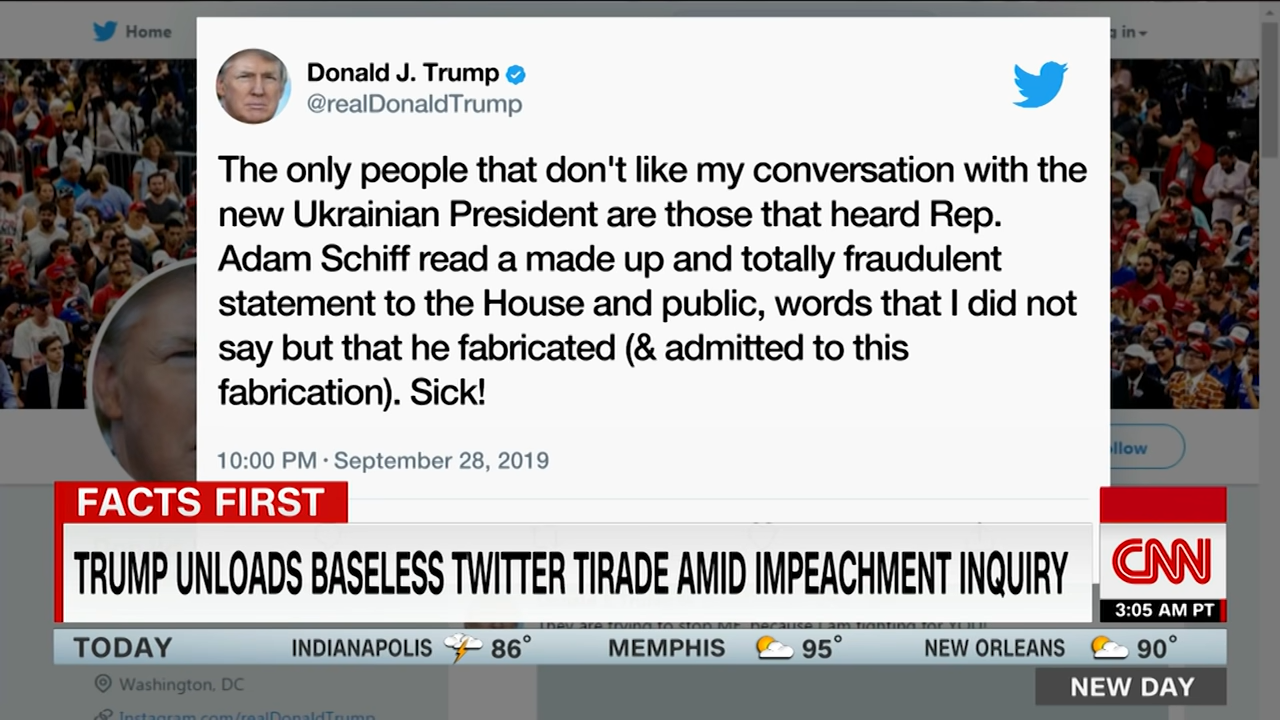 Home
in
Donald J. Trump
@realDonaldTrump
The only people that don't like my conversation with the
new Ukrainian President are those that heard Rep.
Adam Schiff read a made up and totally fraudulent
statement to the House and public, words that I did not
say but that he fabricated (& admitted to this
fabrication). Sick!
10:00 PM · September 28, 2019
FACTS FIRST
TRUMP UNLOADS BASELESS TWITTER TIRADE AMID IMPEACHMENT INQUIRY
CNN
3:05 AM PT
TODAY INDIANAPOLIS 86° MEMPHIS 95° NEW ORLEANS 90°
Washington, DC
NEW DAY
Instagram.com/realDonaldTrump